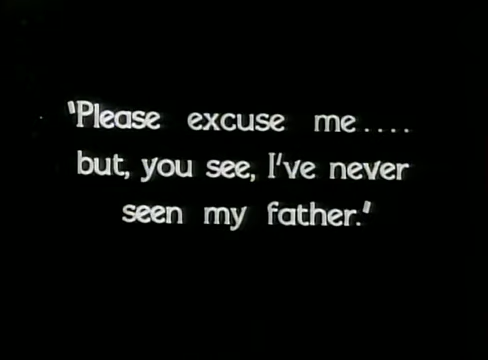 'Please excuse me....
but, you see, I've never
seen my father.'